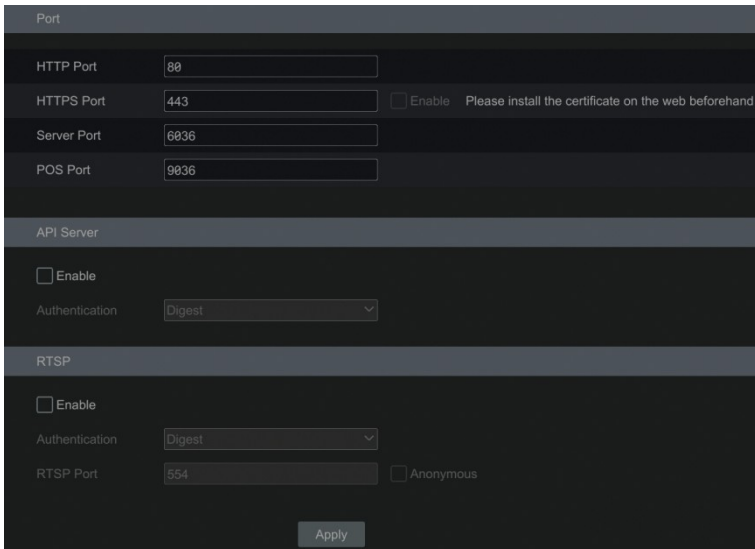 Port
HTTP Port 80
HTTPS Port 443 Enable Please install the certificate on the web beforehand
Server Port 6036
POS Port 9036
API Server
Enable
Authentication Digest
RTSP
Enable
Authentication Digest
RTSP Port 554 Anonymous
Apply